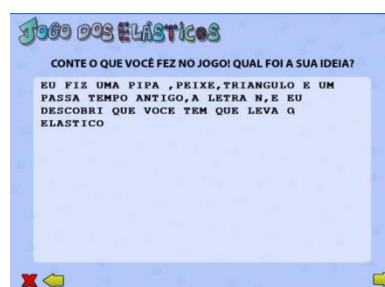 JOGO DOS ELÁSTICOS
CONTE O QUE VOCÊ FEZ NO JOGO! QUAL FOI A SUA IDEIA?
EU FIZ UMA PIPA ,PEIXE,TRIANGULO E UM
PASSA TEMPO ANTIGO,A LETRA N,E EU
DESCOBRI QUE VOCE TEM QUE LEVA O
ELASTICO